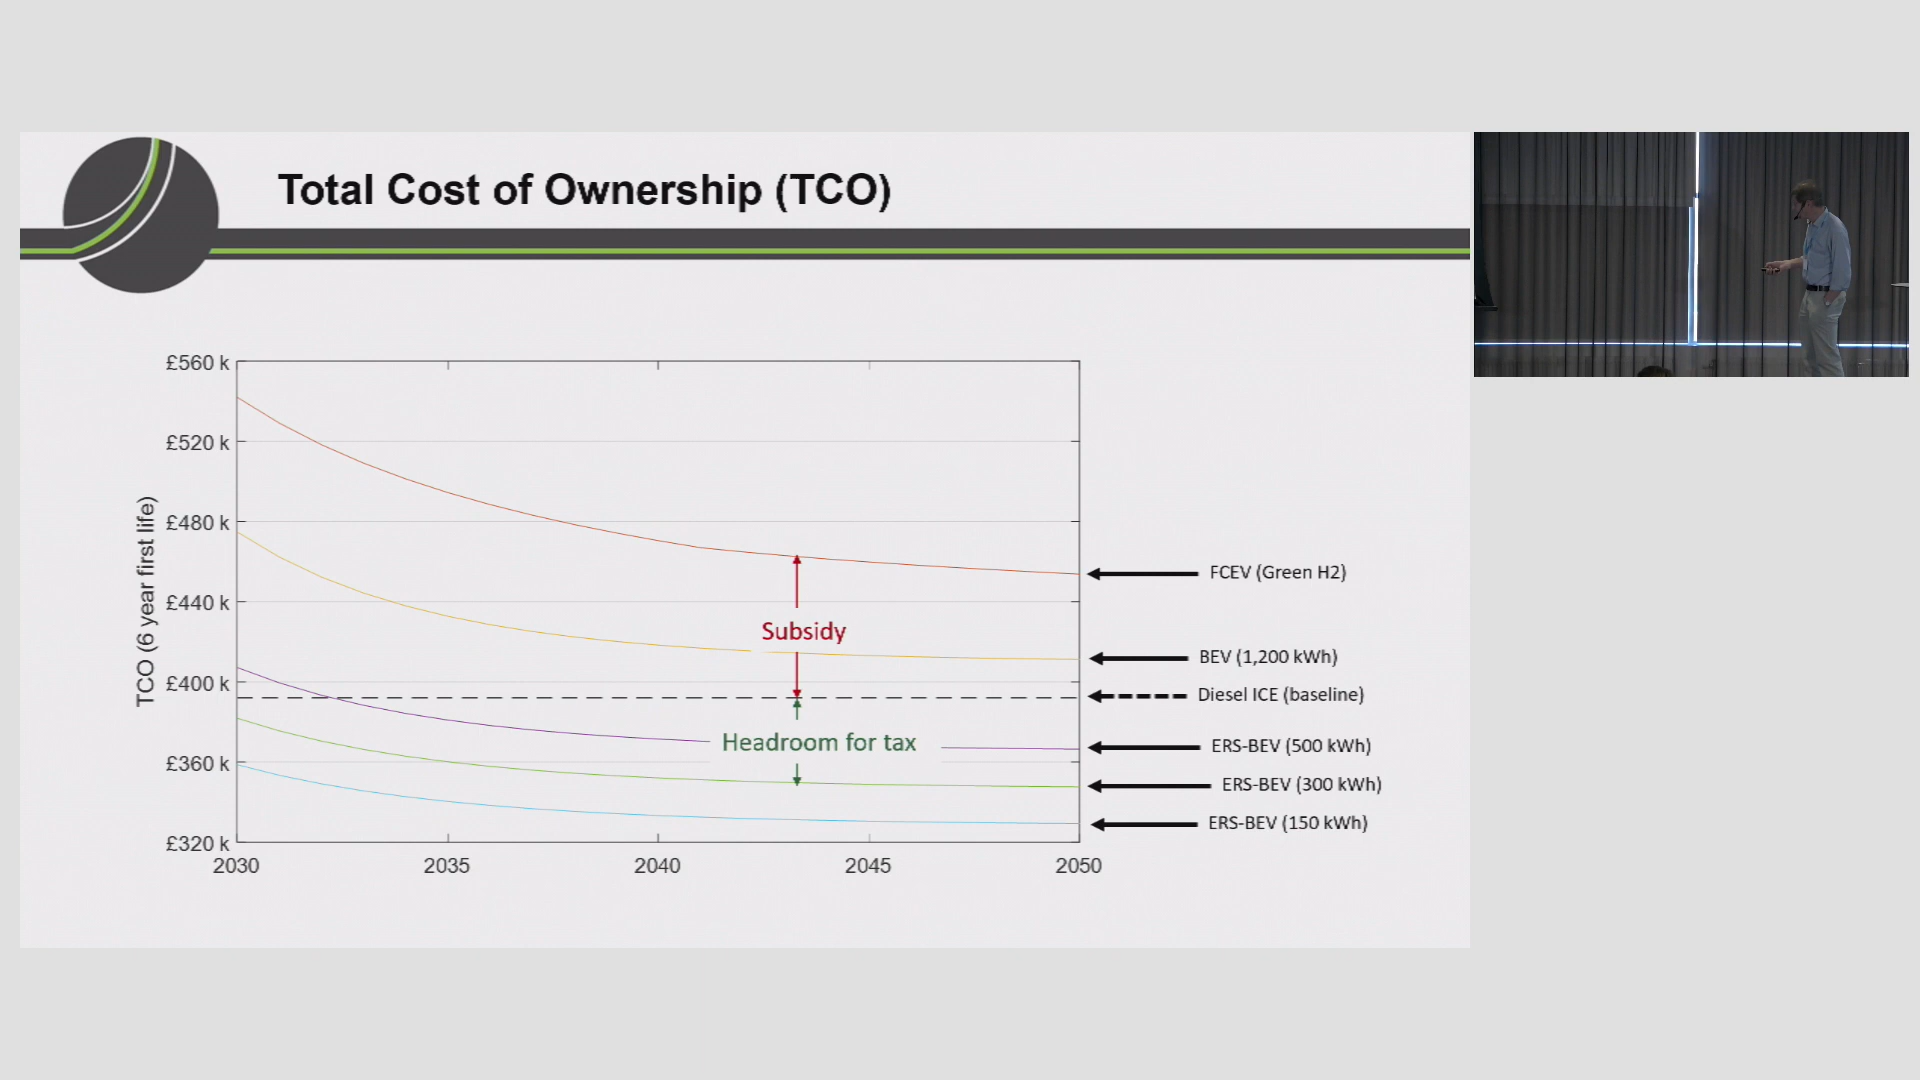 Total Cost of Ownership (TCO)
£560 k
£520 k
£480 k
£440 k
£400 k
£360 k
£320 k
TCO (6 year first life)
2030
2035
2040
2045
2050
Subsidy
Headroom for tax
FCEV (Green H2)
BEV (1,200 kWh)
Diesel ICE (baseline)
ERS-BEV (500 kWh)
ERS-BEV (300 kWh)
ERS-BEV (150 kWh)